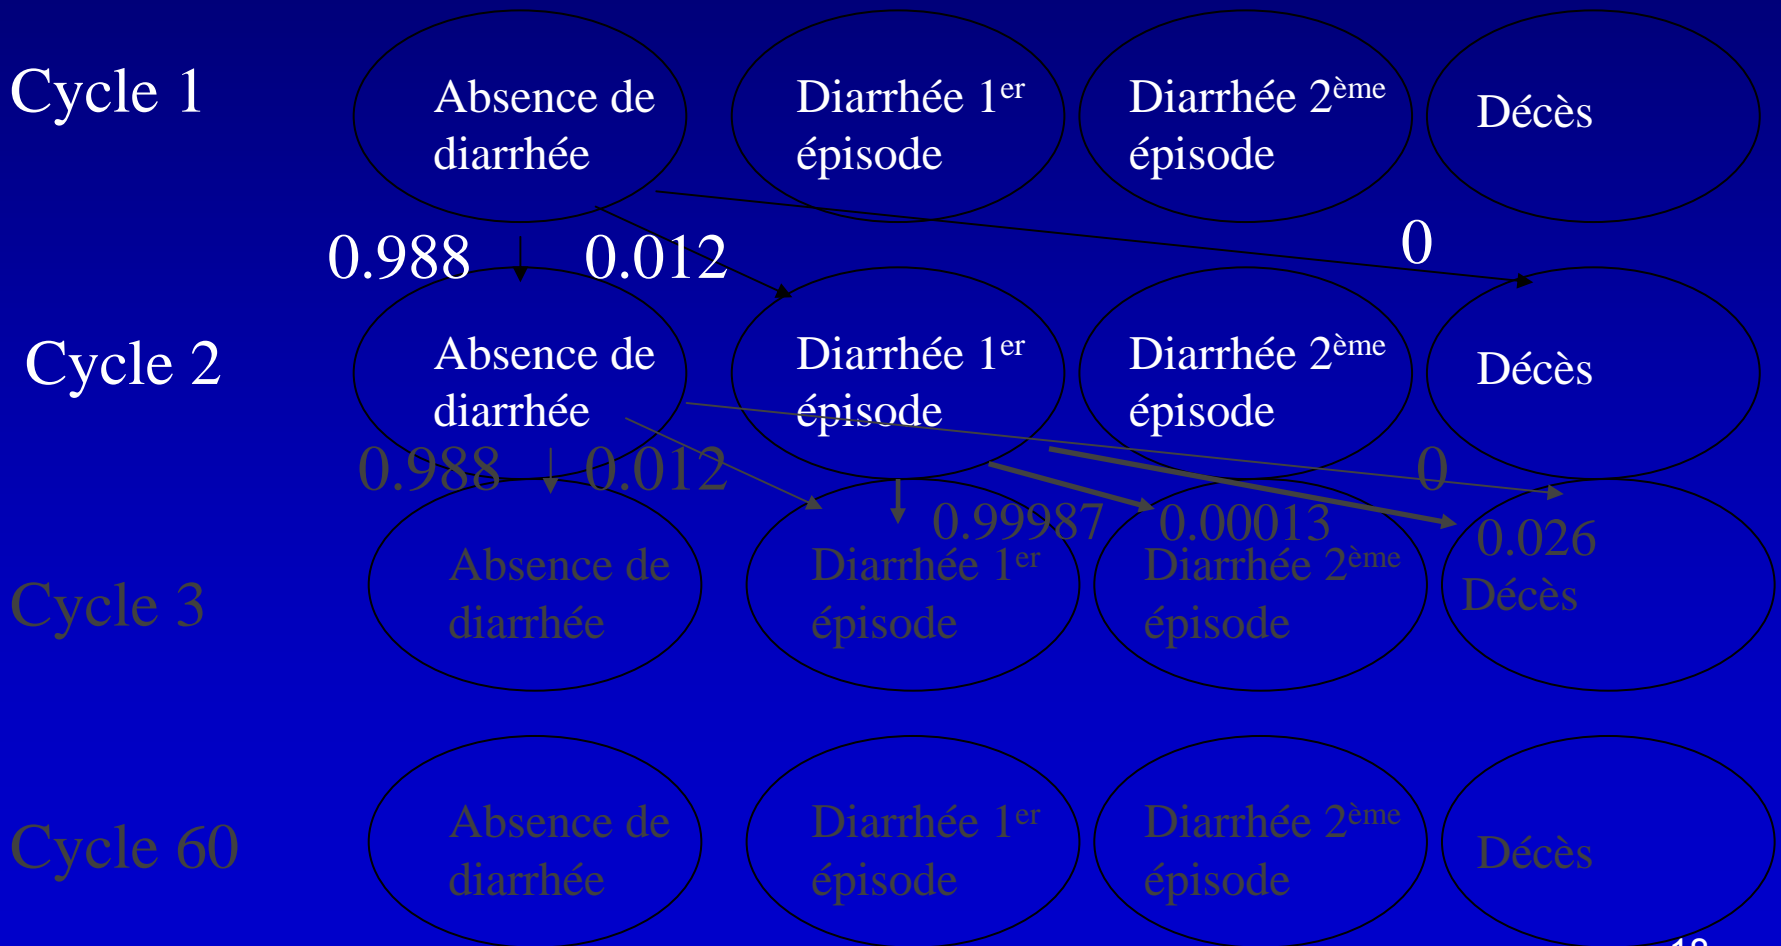 Cycle 1
Absence de
diarrhée
Diarrhée 1er
épisode
Diarrhée 2ème
épisode
Décès
0.988
0.012
0
Cycle 2
Absence de
diarrhée
Diarrhée 1er
épisode
Diarrhée 2ème
épisode
Décès
0.988
0.012
0
0.99987
0.00013
0.026
Cycle 3
Absence de
diarrhée
Diarrhée 1er
épisode
Diarrhée 2ème
épisode
Décès
Cycle 60
Absence de
diarrhée
Diarrhée 1er
épisode
Diarrhée 2ème
épisode
Décès